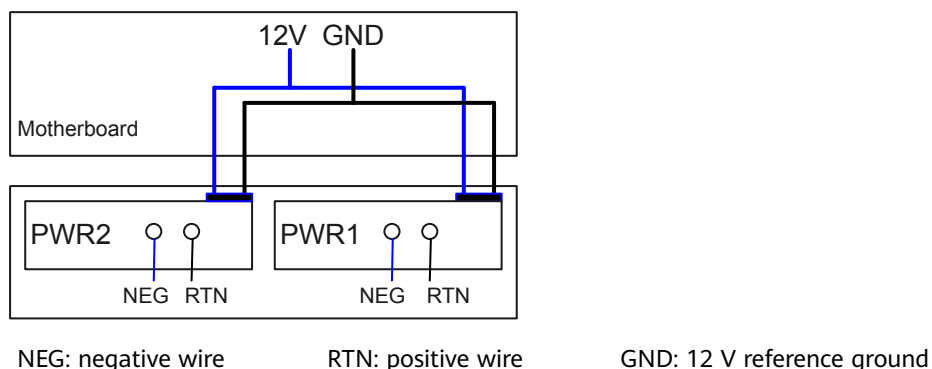 12V GND
Motherboard
PWR2
PWR1
NEG RTN
NEG RTN
NEG: negative wire RTN: positive wire GND: 12 V reference ground